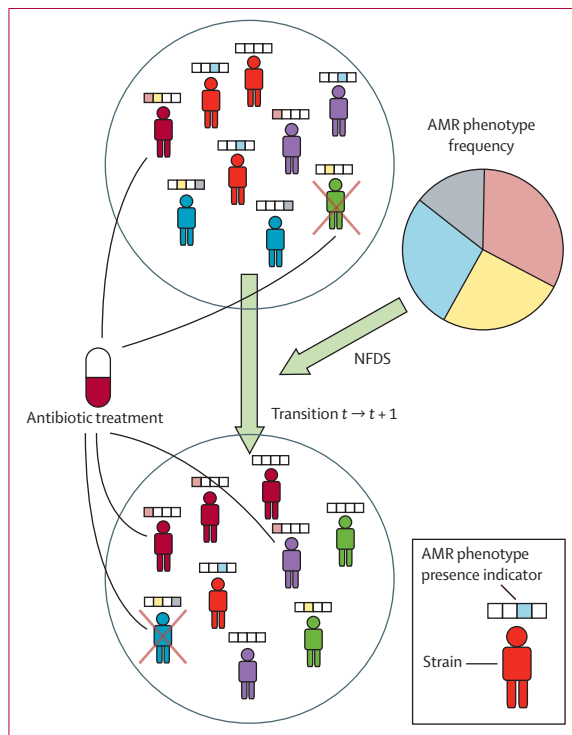 AMR phenotype
frequency
NFDS
Antibiotic treatment
Transition t → t + 1
AMR phenotype
presence indicator
Strain